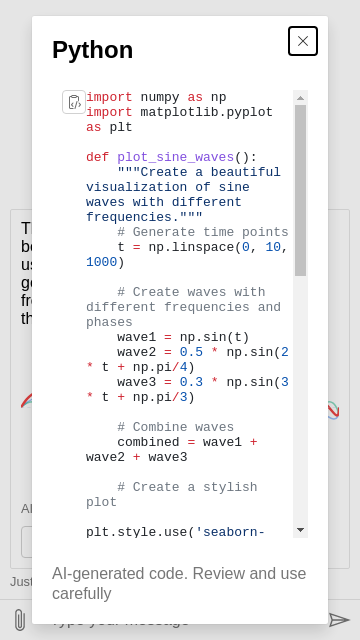 Python
import numpy as np
import matplotlib.pyplot
as plt
def plot_sine_waves():
"""Create a beautiful
visualization of sine
waves with different
frequencies."""
# Generate time points
t = np.linspace(0, 10,
1000)
# Create waves with
different frequencies and
phases
wave1 = np.sin(t)
wave2 = 0.5 * np.sin(2
* t + np.pi/4)
wave3 = 0.3 * np.sin(3
* t + np.pi/3)
# Combine waves
combined = wave1 +
wave2 + wave3
# Create a stylish
plot
plt.style.use('seaborn-
AI-generated code. Review and use
carefully